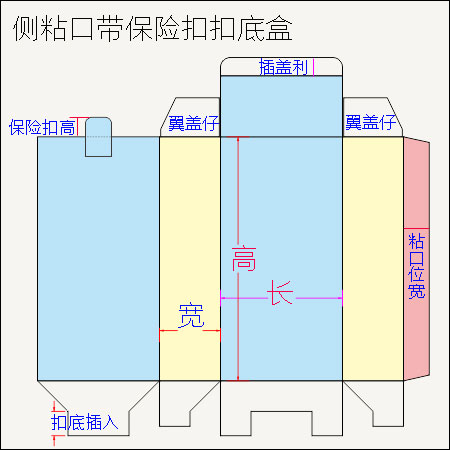 侧粘口带保险扣扣底盒
插盖利
保险扣高
翼盖仔
翼盖仔
高
粘口位宽
长
宽
扣底插入